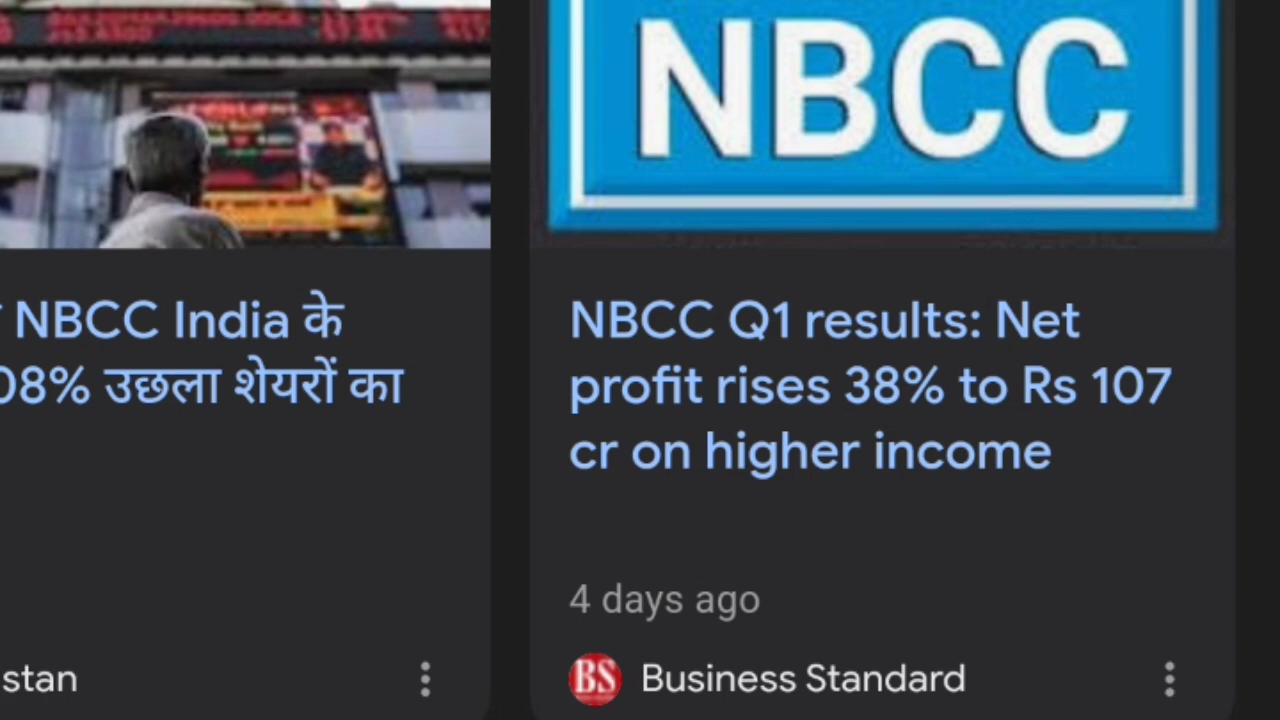 NBCC
NBCC India के
08% उछला शेयरों का
stan
NBCC Q1 results: Net
profit rises 38% to Rs 107
cr on higher income
4 days ago
BS Business Standard